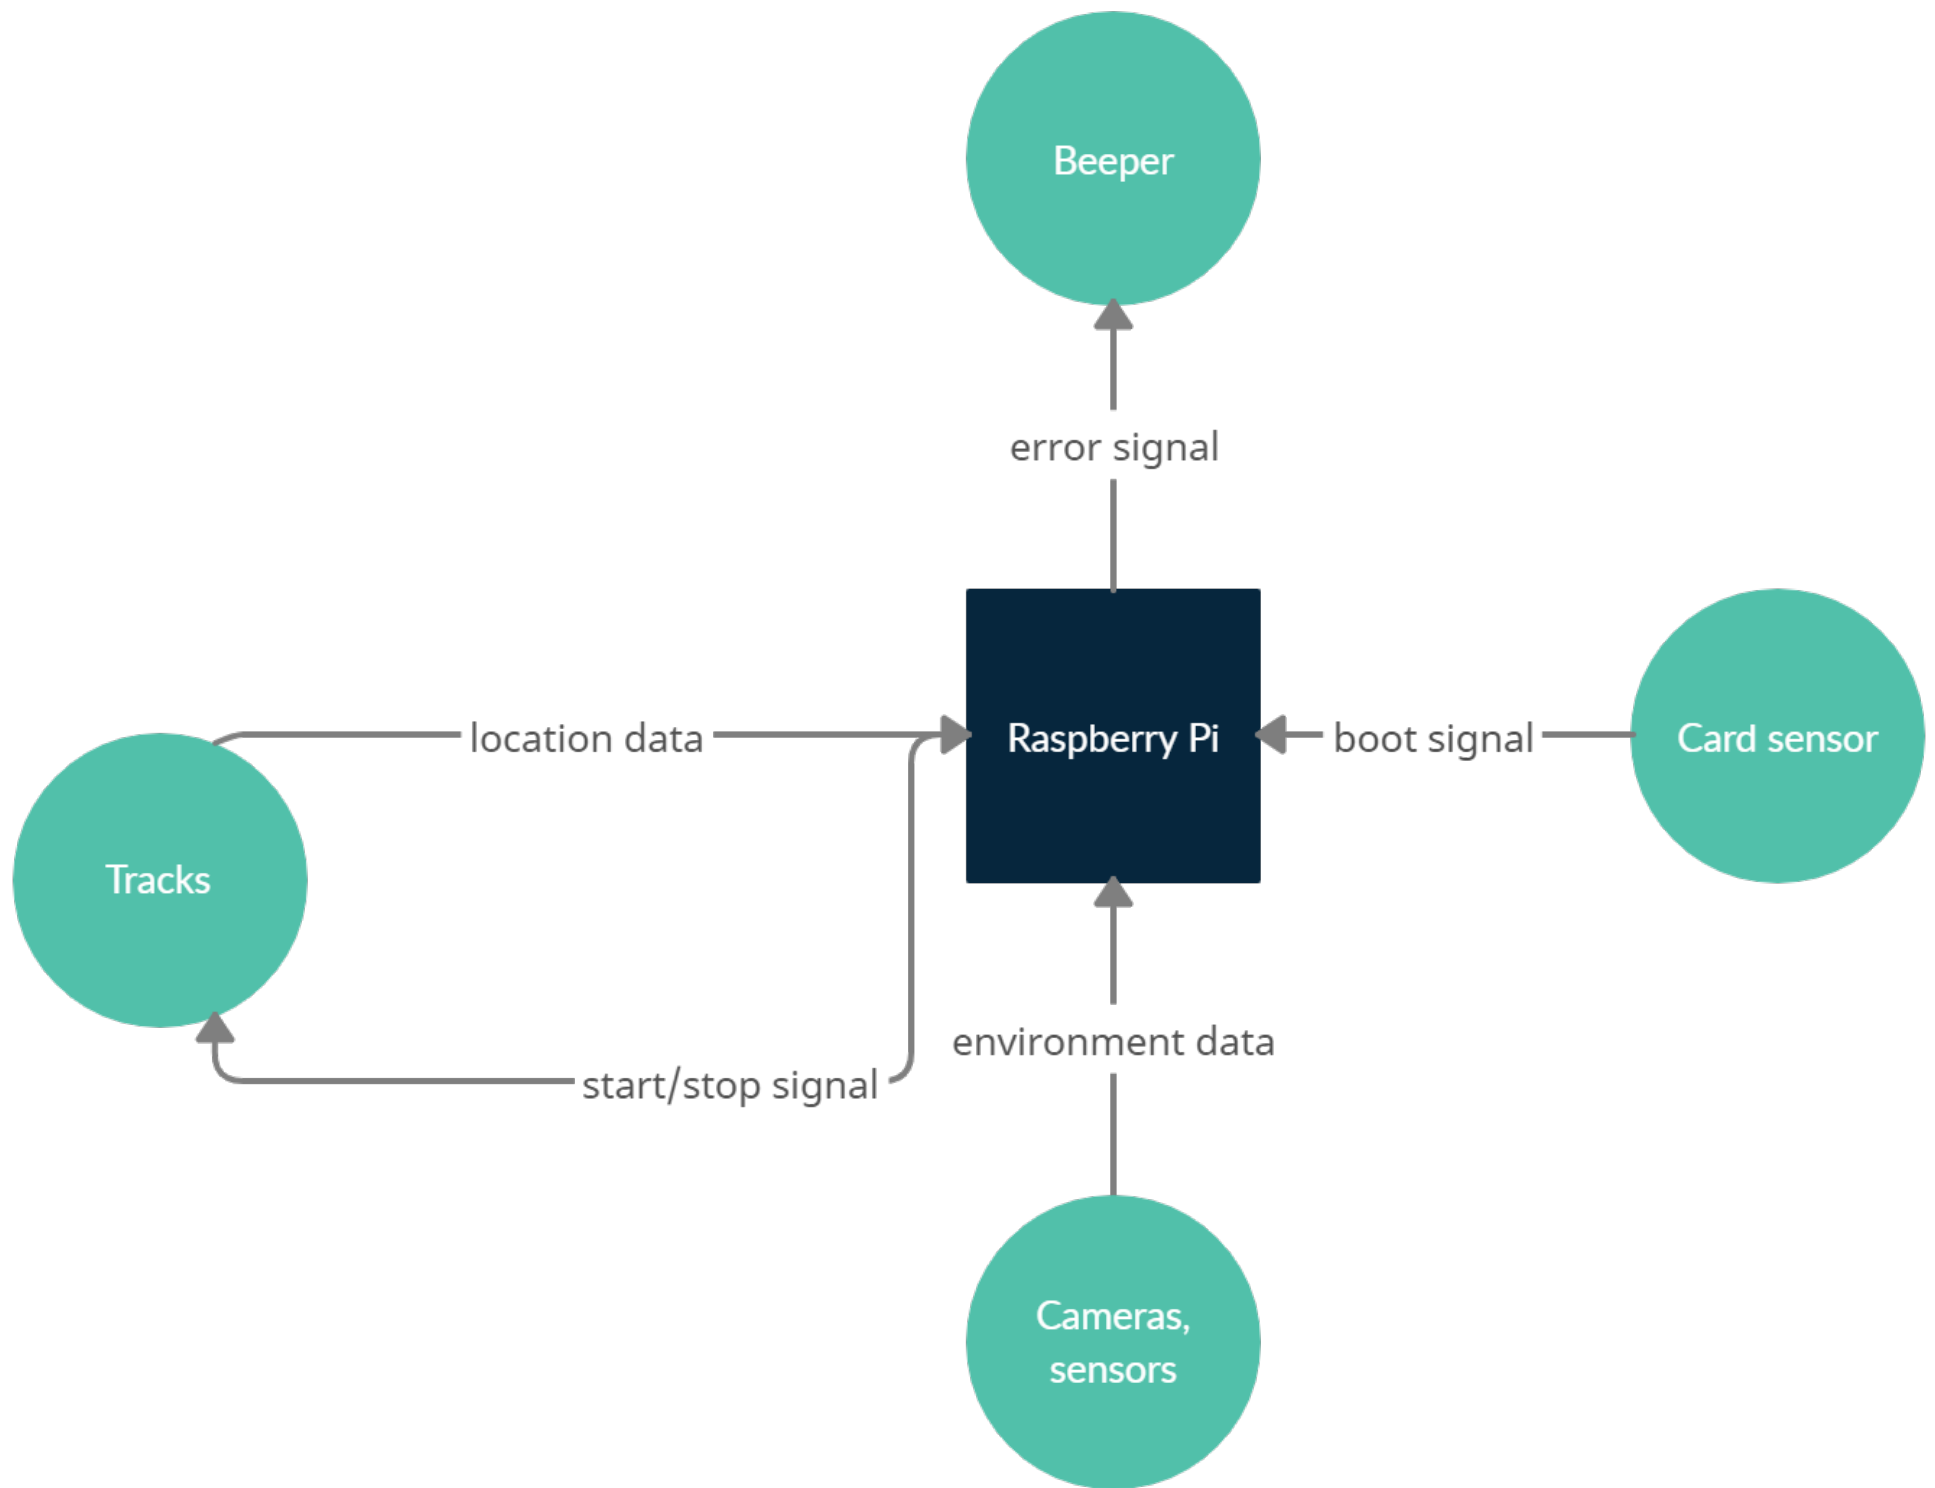 Beeper
error signal
location data
Raspberry Pi
boot signal
Card sensor
Tracks
environment data
start/stop signal
Cameras,
sensors